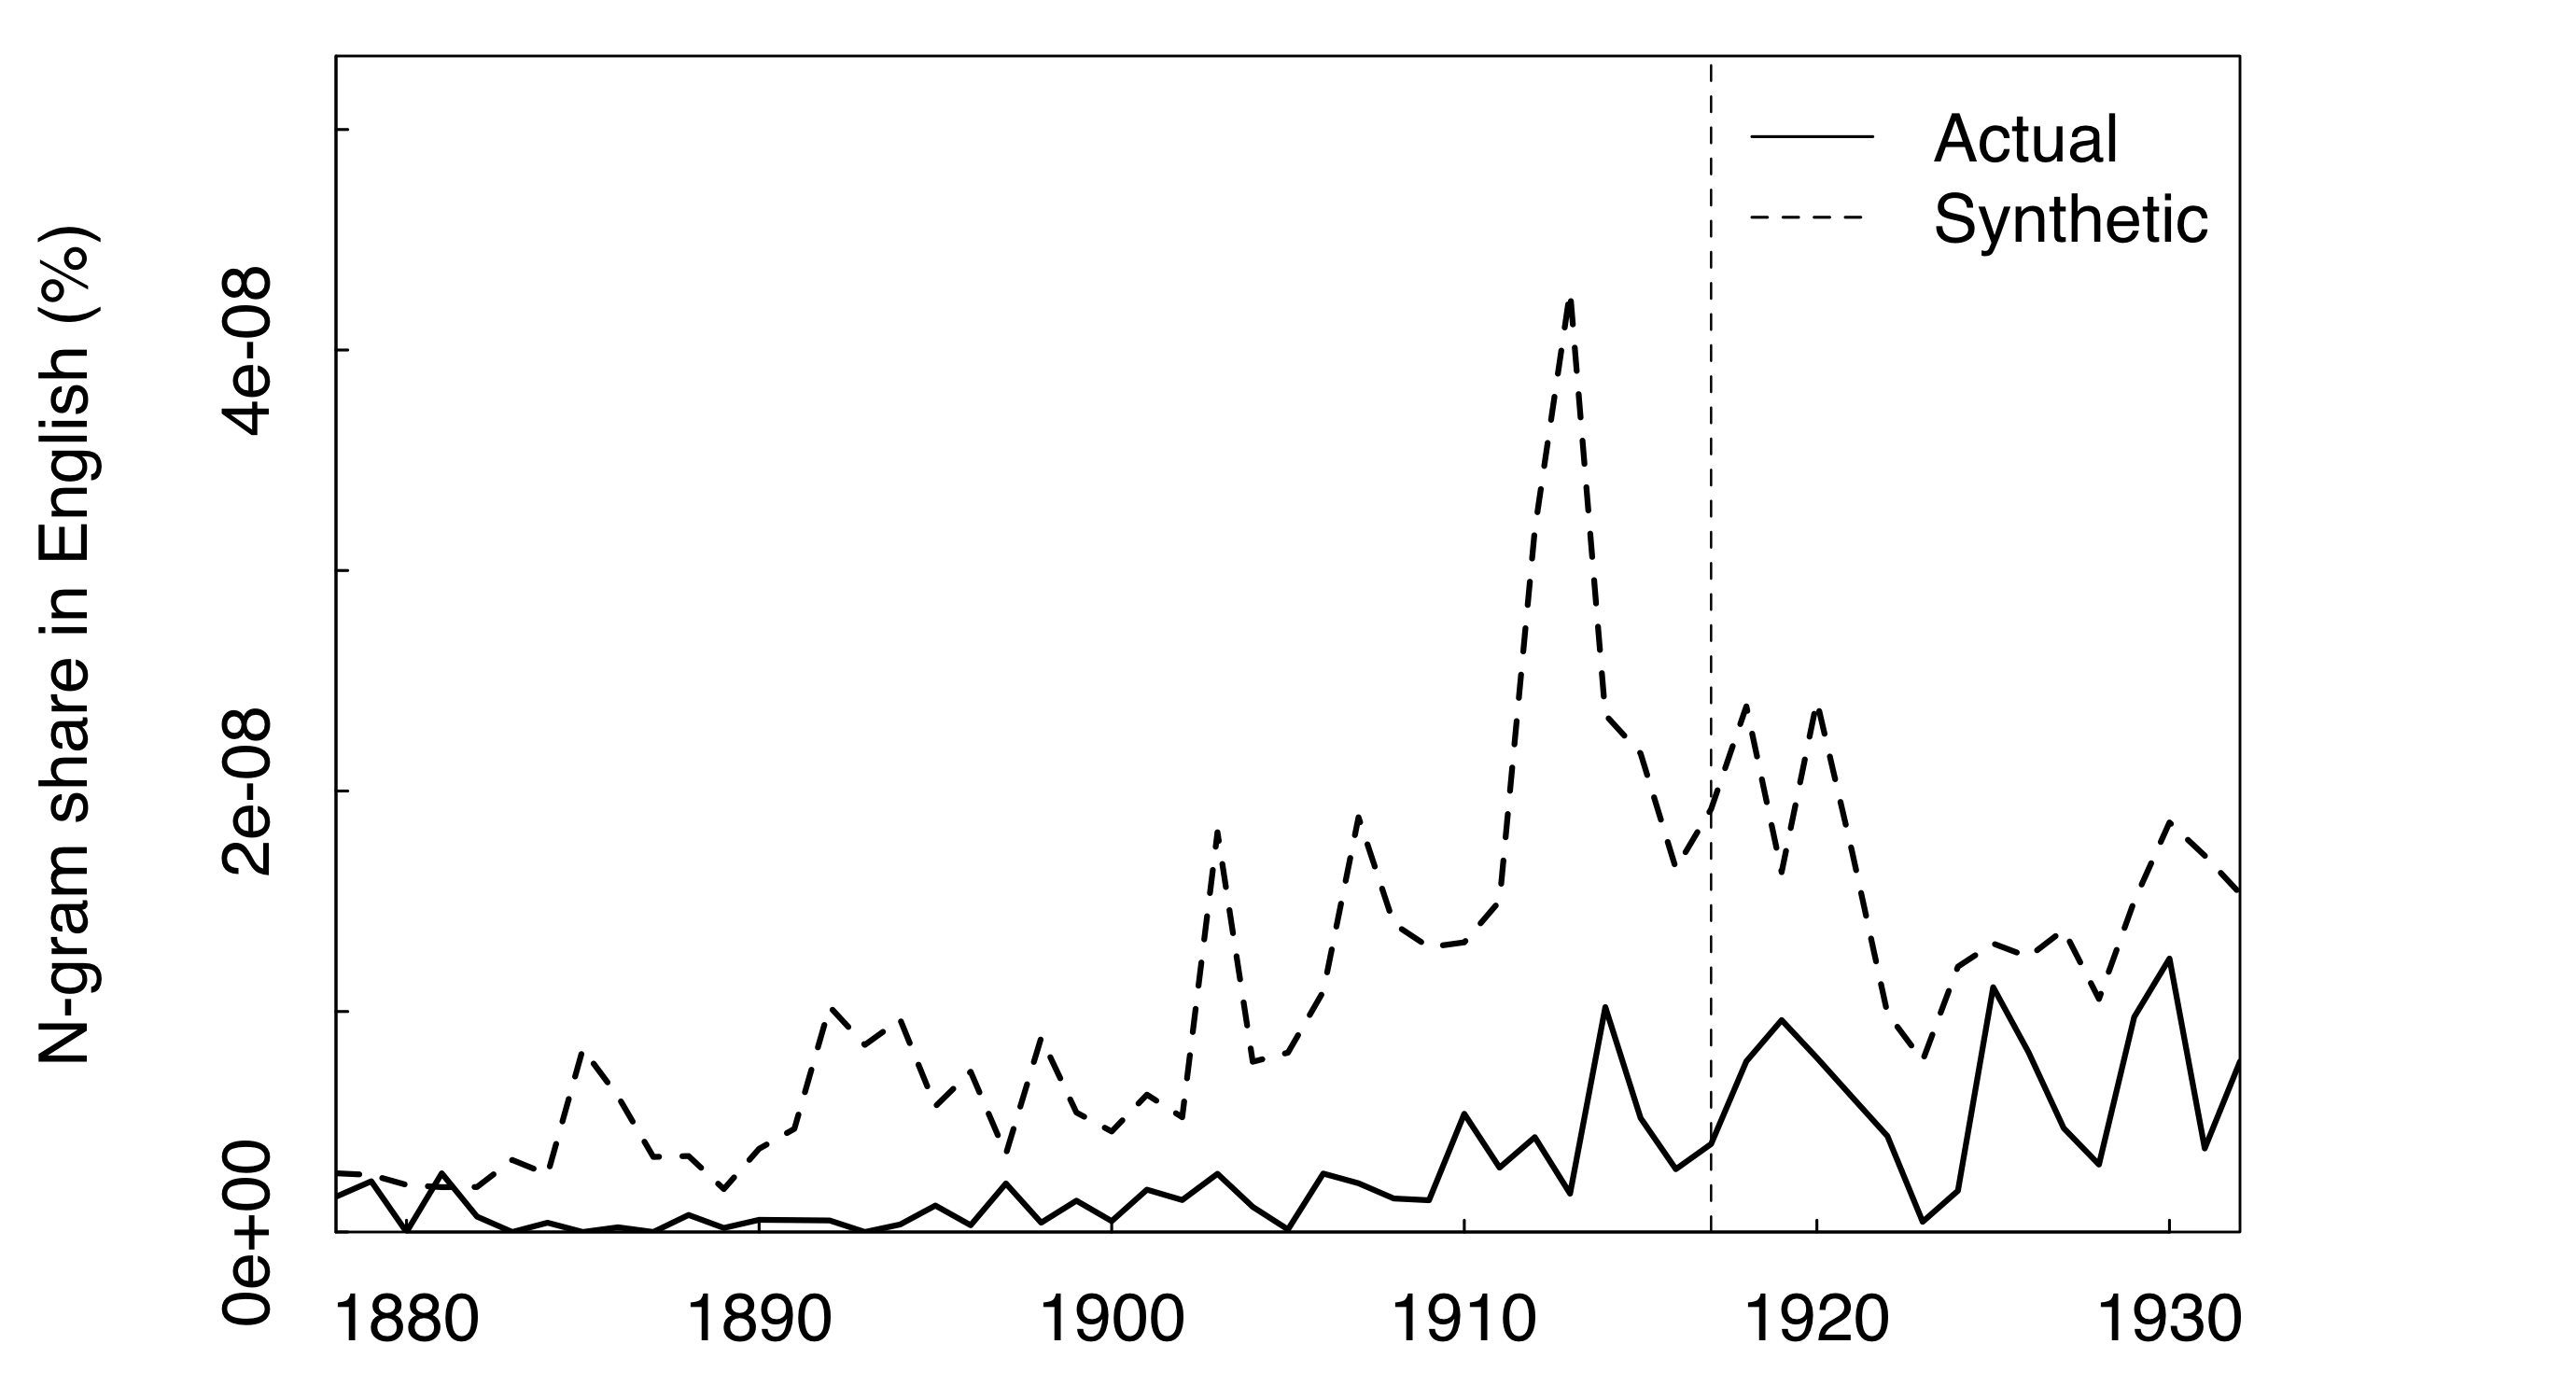 N-gram share in English (%)
4e-08
2e-08
0e+00
Actual
Synthetic
1880 1890 1900 1910 1920 1930